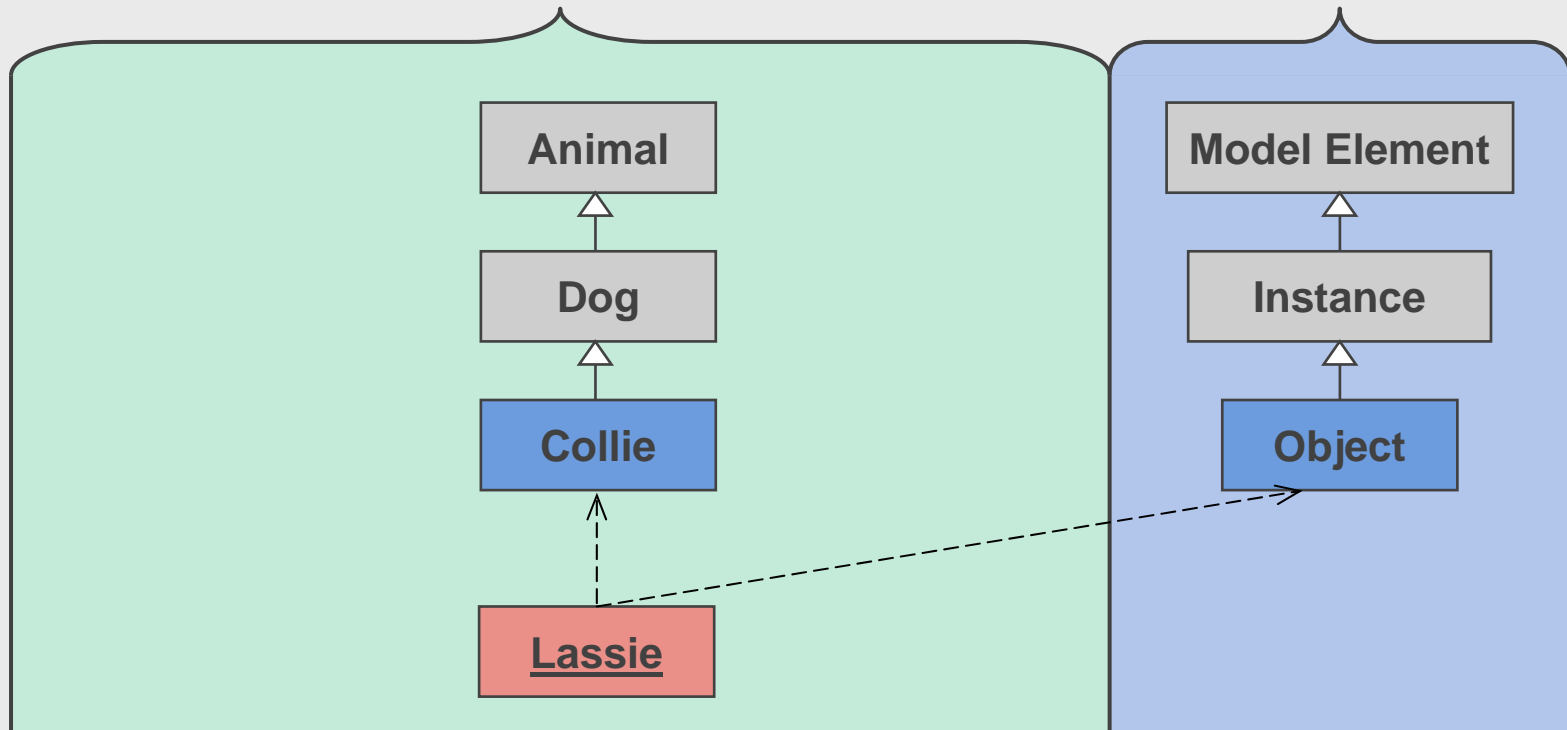 Animal
Model Element
Dog
Instance
Collie
Object
Lassie